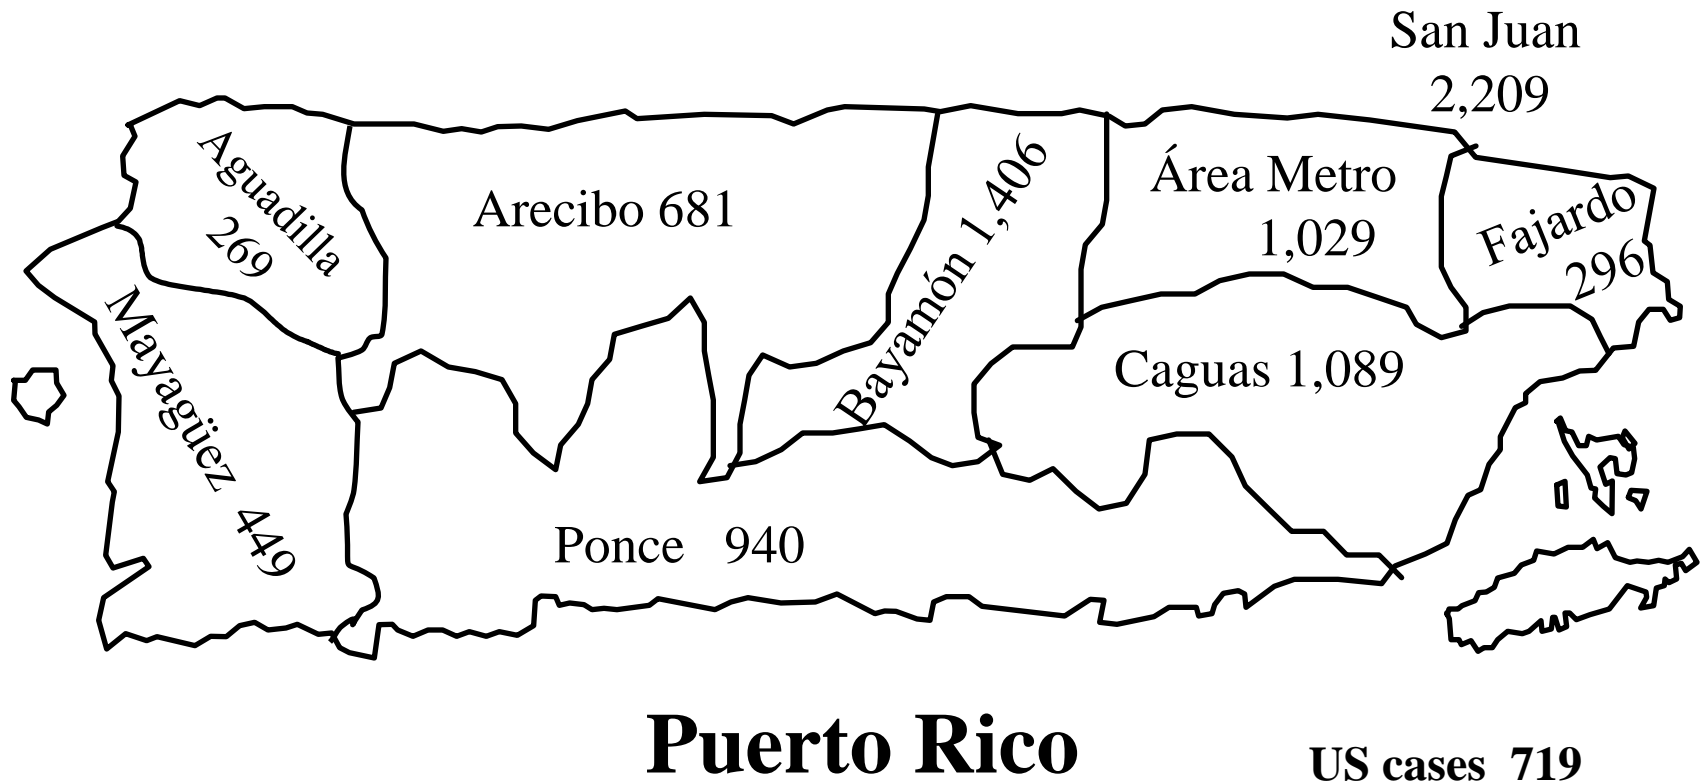 San Juan
2,209
Aguadilla
269
Arecibo 681
Bayamón 1,406
Área Metro
1,029
Fajardo
296
Mayagüez 449
Caguas 1,089
Ponce 940
Puerto Rico
US cases 719